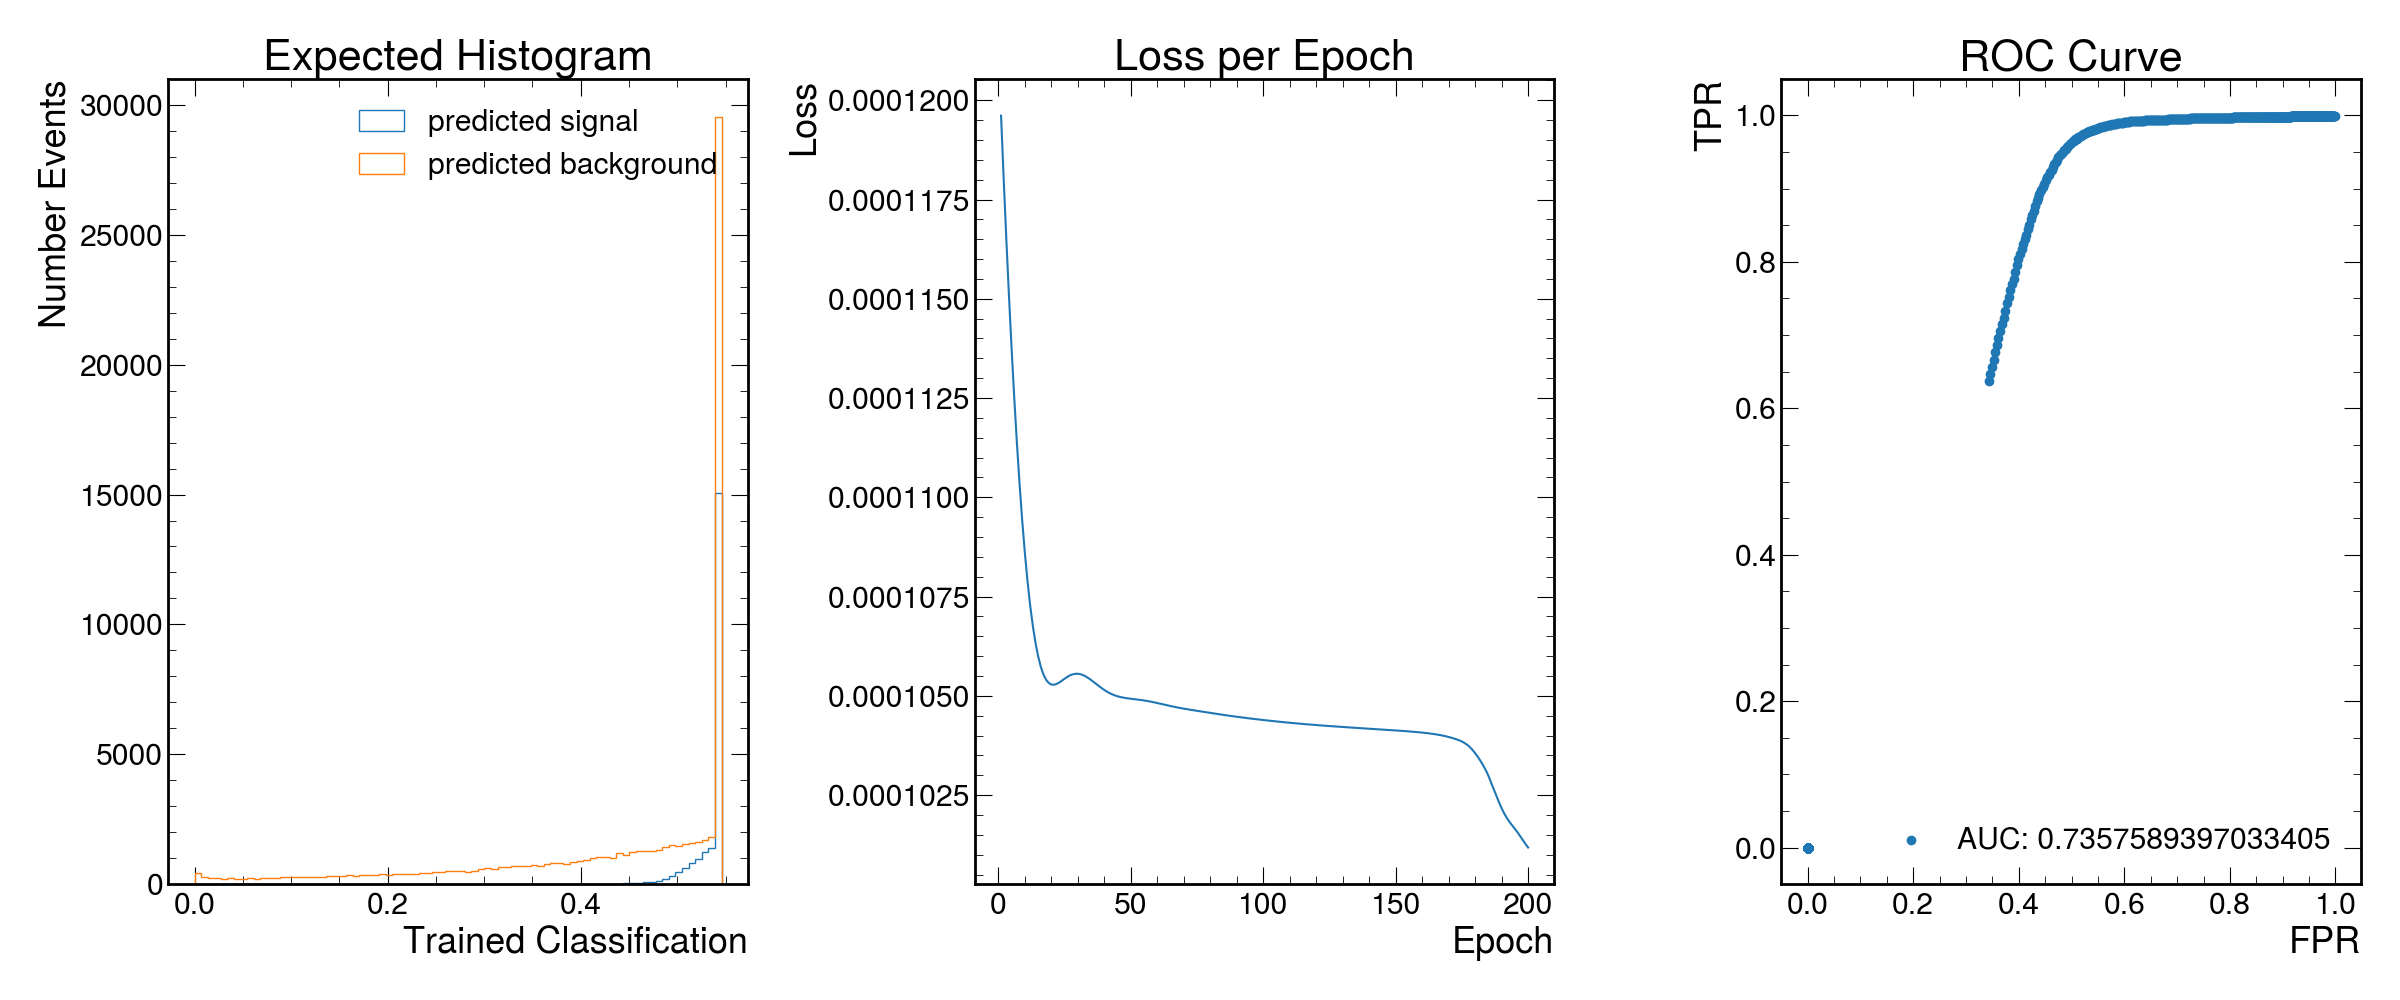 Expected Histogram
Number Events
30000
25000
20000
15000
10000
5000
0
predicted signal
predicted background
0.0 0.2 0.4
Trained Classification
Loss per Epoch
Loss
0.0001200
0.0001175
0.0001150
0.0001125
0.0001100
0.0001075
0.0001050
0.0001025
0 50 100 150 200
Epoch
ROC Curve
TPR
1.0
0.8
0.6
0.4
0.2
0.0
AUC: 0.7357589397033405
0.0 0.2 0.4 0.6 0.8 1.0
FPR